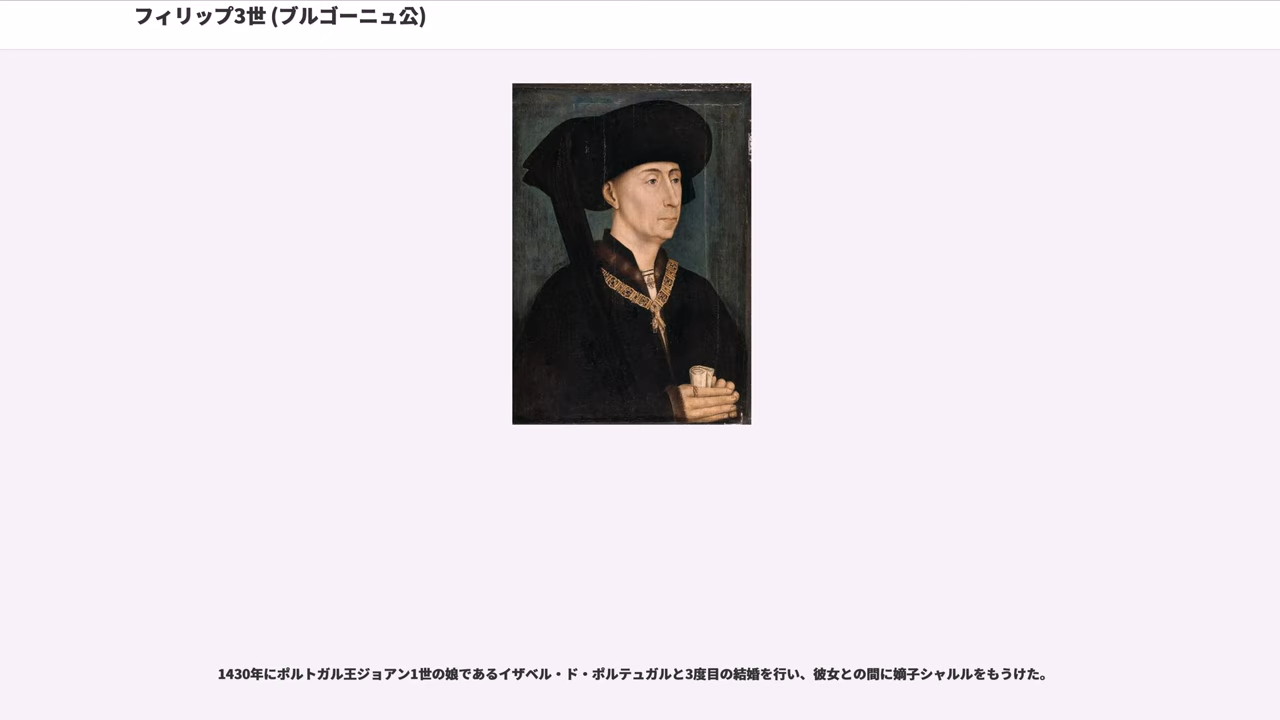 フィリップ3世 (ブルゴーニュ公)
1430年にポルトガル王ジョアン1世の娘であるイザベル・ド・ポルテュガルと3度目の結婚を行い、彼女との間に嫡子シャルルをもうけた。